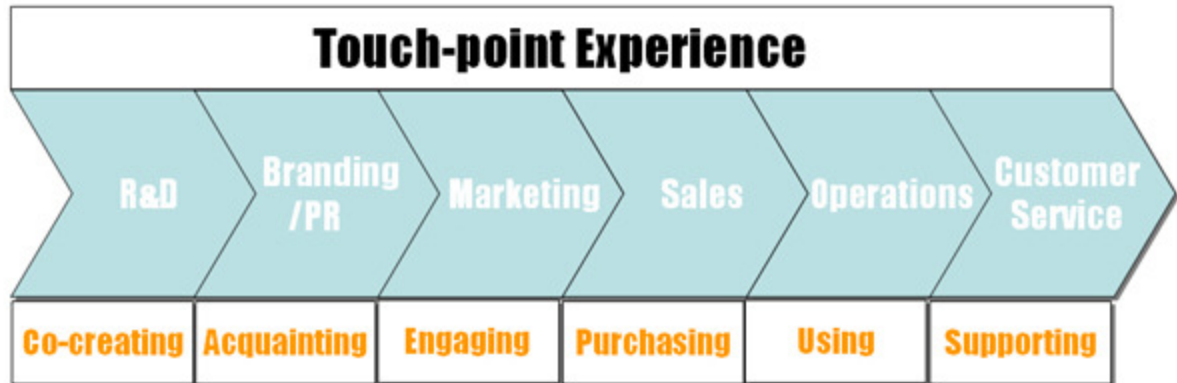 Touch-point Experience
R&D
Branding
/PR
Marketing
Sales
Operations
Customer
Service
Co-creating
Acquainting
Engaging
Purchasing
Using
Supporting